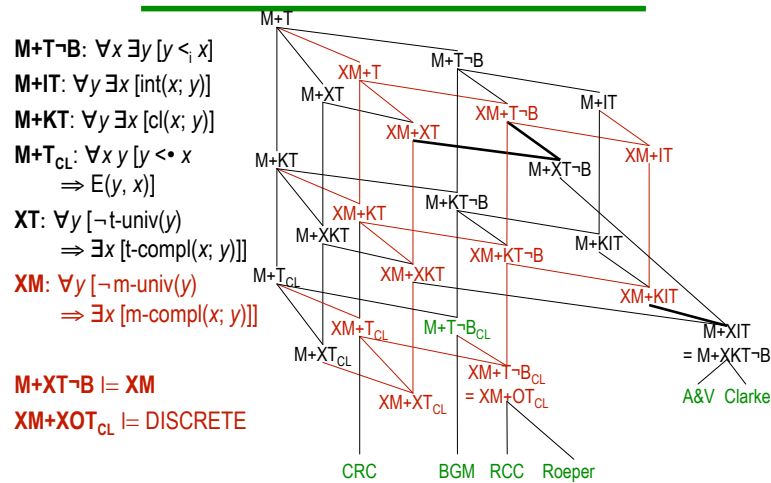 M+T¬B: ∀x ∃y [y <ᵢ x]
M+IT: ∀y ∃x [int(x; y)]
M+KT: ∀y ∃x [cl(x; y)]
M+T_CL: ∀x y [y <• x
⇒ E(y, x)]
XT: ∀y [¬t-univ(y)
⇒ ∃x [t-compl(x; y)]]
XM: ∀y [¬m-univ(y)
⇒ ∃x [m-compl(x; y)]]
M+XT¬B |= XM
XM+XOT_CL |= DISCRETE
M+T
M+T¬B
XM+T
M+XT
M+IT
XM+T¬B
XM+XT
XM+IT
M+XT¬B
M+KT
M+KT¬B
XM+KT
M+XKT
M+KIT
XM+KT¬B
XM+XKT
M+T_CL
XM+KIT
XM+T_CL
M+T¬B_CL
M+XIT
= M+XKT¬B
M+XT_CL
XM+T¬B_CL
= XM+OT_CL
XM+XT_CL
A&V Clarke
CRC BGM RCC Roeper